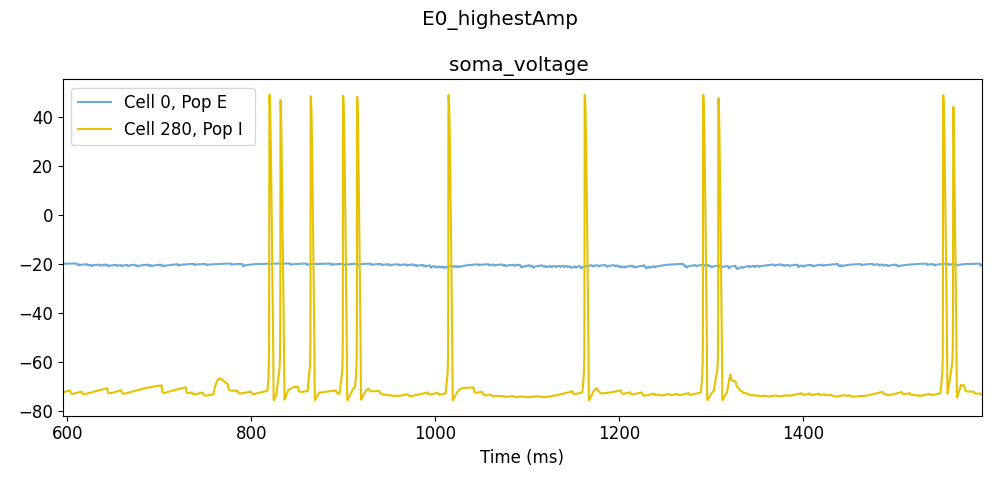 E0_highestAmp
soma_voltage
Cell 0, Pop E
Cell 280, Pop I
40
20
0
−20
−40
−60
−80
600 800 1000 1200 1400
Time (ms)